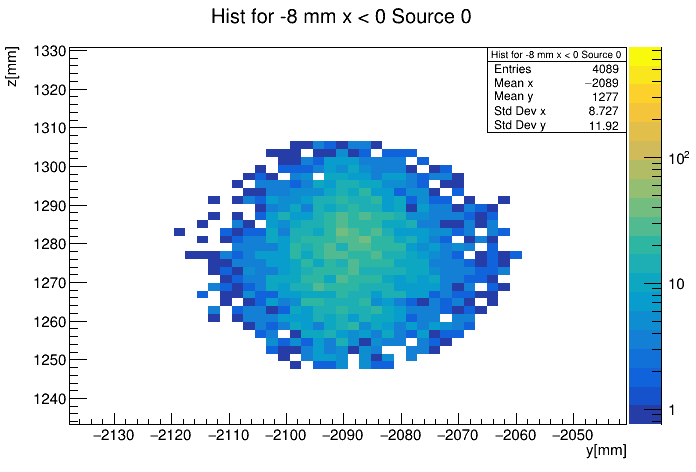 Hist for -8 mm x < 0 Source 0
z[mm]
1330
1320
1310
1300
1290
1280
1270
1260
1250
1240
Hist for -8 mm x < 0 Source 0
Entries 4089
Mean x −2089
Mean y 1277
Std Dev x 8.727
Std Dev y 11.92
10²
10
1
−2130 −2120 −2110 −2100 −2090 −2080 −2070 −2060 −2050
y[mm]